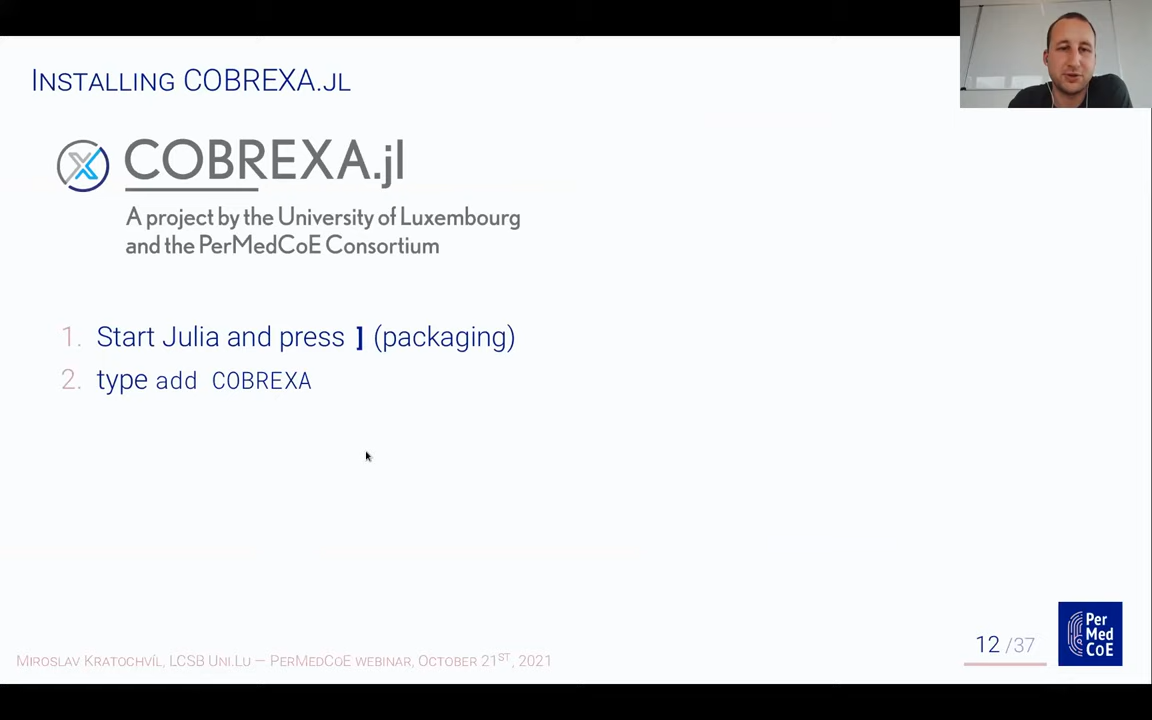 INSTALLING COBREXA.JL
COBREXA.jl
A project by the University of Luxembourg
and the PerMedCoE Consortium
1. Start Julia and press ] (packaging)
2. type add COBREXA
MIROSLAV KRATOCHVÍL, LCSB UNI.LU — PERMEDCOE WEBINAR, OCTOBER 21ST, 2021
12 /37
Per
Med
CoE